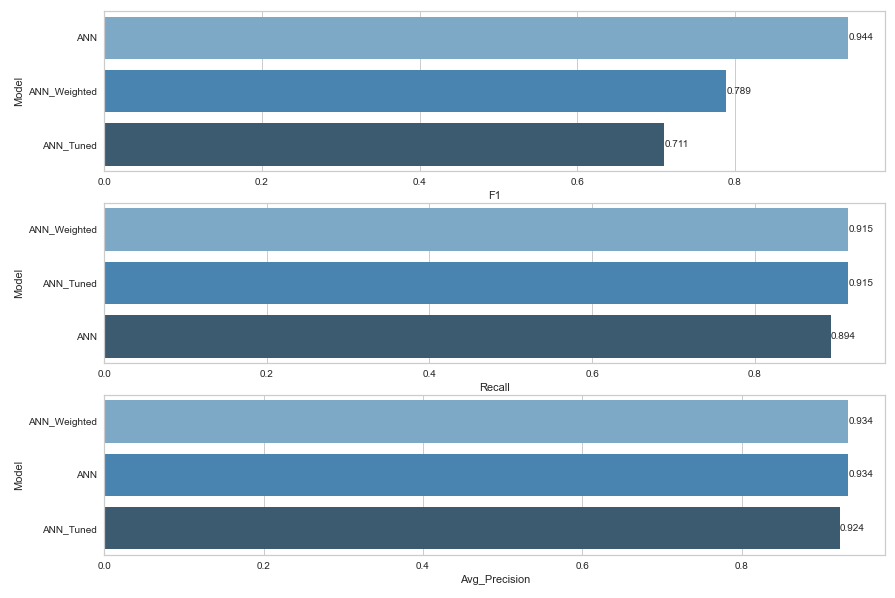 Model
ANN 0.944
ANN_Weighted 0.789
ANN_Tuned 0.711
0.0 0.2 0.4 0.6 0.8
F1
Model
ANN_Weighted 0.915
ANN_Tuned 0.915
ANN 0.894
0.0 0.2 0.4 0.6 0.8
Recall
Model
ANN_Weighted 0.934
ANN 0.934
ANN_Tuned 0.924
0.0 0.2 0.4 0.6 0.8
Avg_Precision